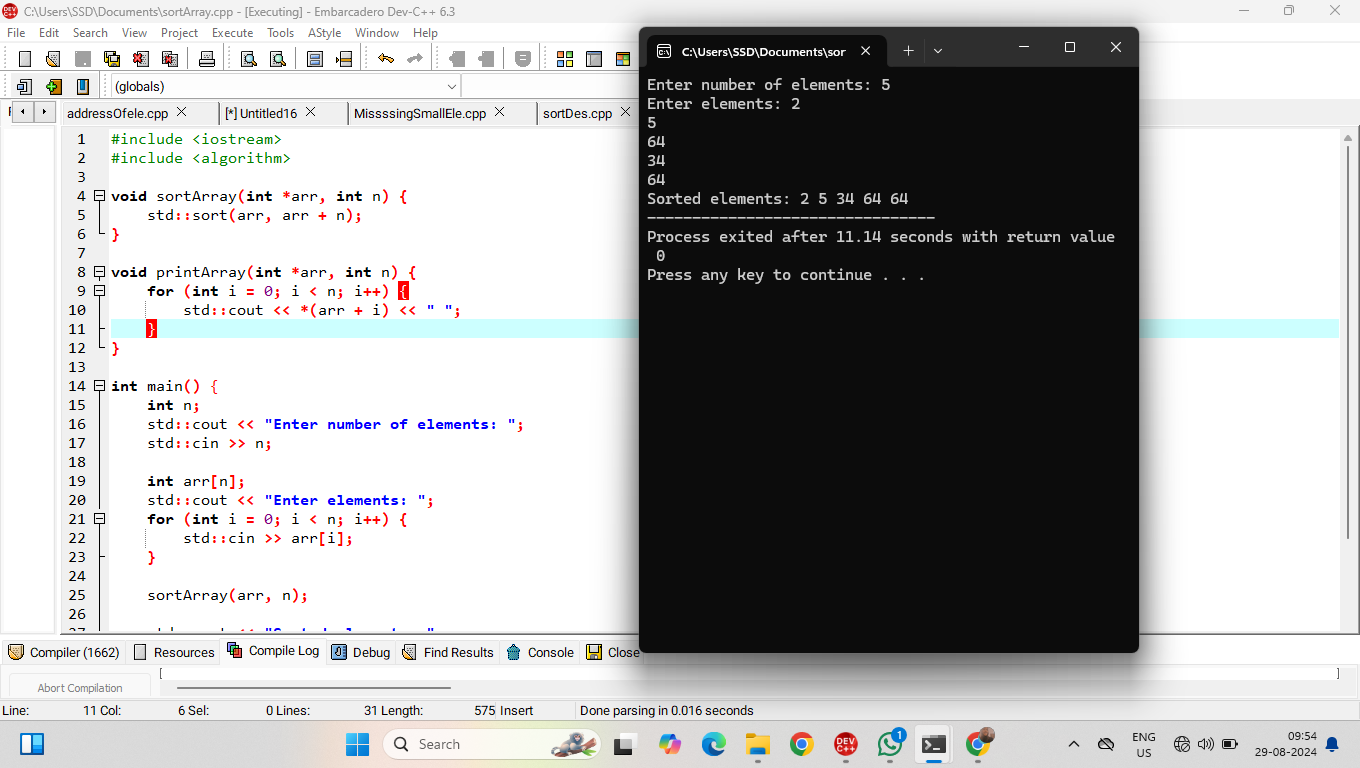 C:\Users\SSD\Documents\sortArray.cpp - [Executing] - Embarcadero Dev-C++ 6.3
File Edit Search View Project Execute Tools AStyle Window Help
(globals)
addressOfele.cpp [*] Untitled16 MisssssingSmallEle.cpp sortDes.cpp
1 #include <iostream>
2 #include <algorithm>
3
4 void sortArray(int *arr, int n) {
5 std::sort(arr, arr + n);
6 }
7
8 void printArray(int *arr, int n) {
9 for (int i = 0; i < n; i++) {
10 std::cout << *(arr + i) << " ";
11 }
12 }
13
14 int main() {
15 int n;
16 std::cout << "Enter number of elements: ";
17 std::cin >> n;
18
19 int arr[n];
20 std::cout << "Enter elements: ";
21 for (int i = 0; i < n; i++) {
22 std::cin >> arr[i];
23 }
24
25 sortArray(arr, n);
26
C:\Users\SSD\Documents\sor
Enter number of elements: 5
Enter elements: 2
5
64
34
64
Sorted elements: 2 5 34 64 64
--------------------------------
Process exited after 11.14 seconds with return value
0
Press any key to continue . . .
Compiler (1662) Resources Compile Log Debug Find Results Console Close
Abort Compilation
Line: 11 Col: 6 Sel: 0 Lines: 31 Length: 575 Insert Done parsing in 0.016 seconds
Search
DEV C++
1
ENG
US
09:54
29-08-2024